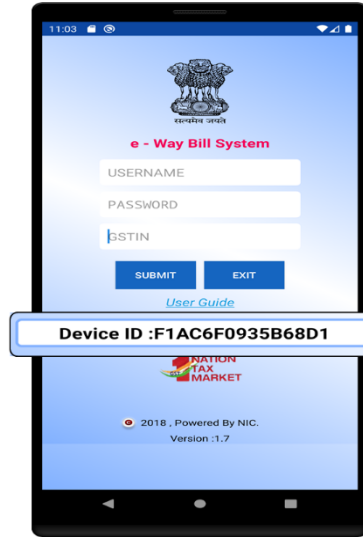 11:03
सत्यमेव जयते
e - Way Bill System
USERNAME
PASSWORD
GSTIN
SUBMIT EXIT
User Guide
Device ID :F1AC6F0935B68D1
1 NATION
TAX
MARKET
2018 , Powered By NIC.
Version :1.7